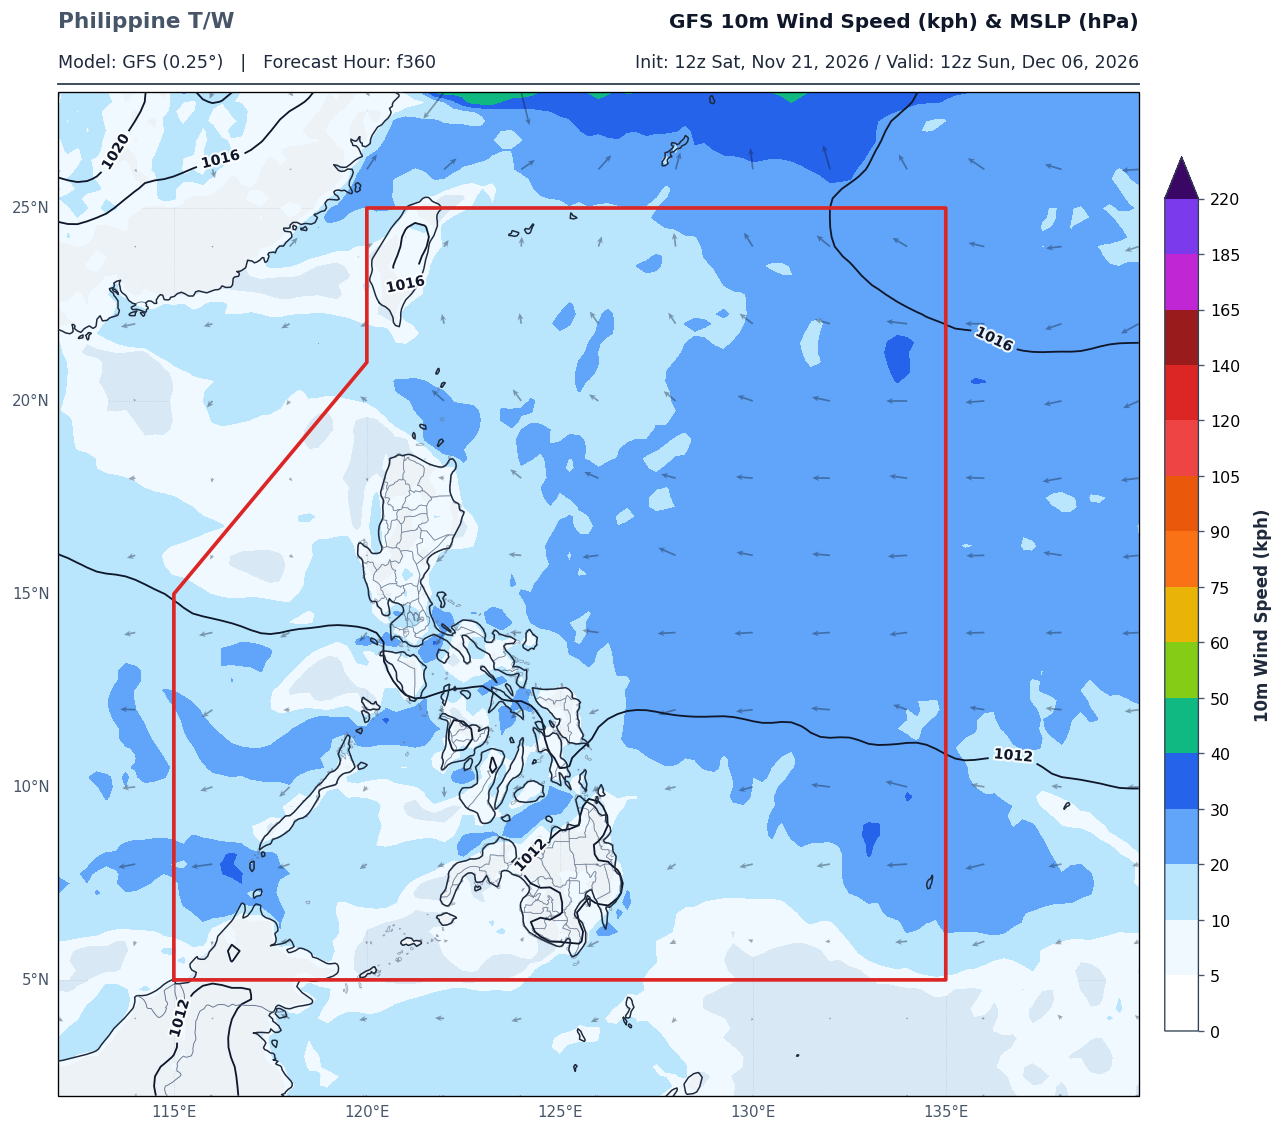 Philippine T/W
GFS 10m Wind Speed (kph) & MSLP (hPa)
Model: GFS (0.25°) | Forecast Hour: f360
Init: 12z Sat, Nov 21, 2026 / Valid: 12z Sun, Dec 06, 2026
1020
1016
25°N
1016
1016
20°N
15°N
1012
10°N
1012
5°N
1012
115°E
120°E
125°E
130°E
135°E
220
185
165
140
120
105
90
75
60
50
40
30
20
10
5
0
10m Wind Speed (kph)